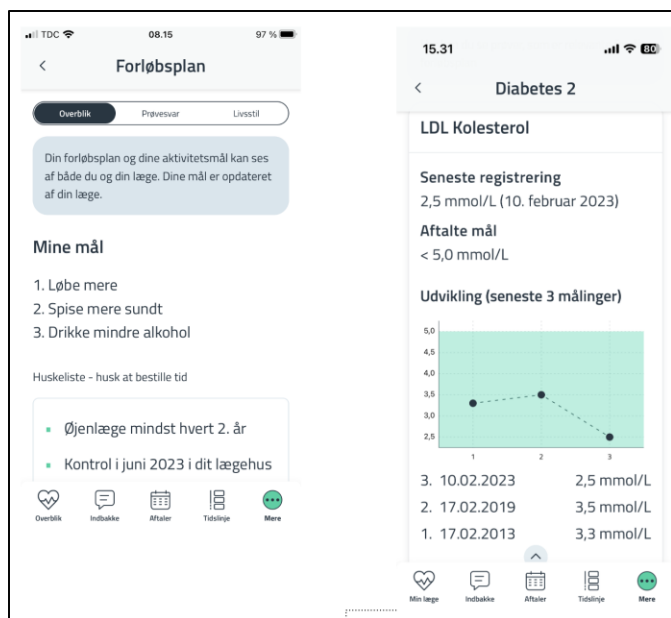 TDC
08.15
97 %
Forløbsplan
Overblik
Prøvesvar
Livsstil
Din forløbsplan og dine aktivitetsmål kan ses
af både du og din læge. Dine mål er opdateret
af din læge.
Mine mål
1. Løbe mere
2. Spise mere sundt
3. Drikke mindre alkohol
Huskeliste - husk at bestille tid
Øjenlæge mindst hvert 2. år
Kontrol i juni 2023 i dit lægehus
Overblik
Indbakke
Aftaler
Tidslinje
Mere
15.31
80
Diabetes 2
LDL Kolesterol
Seneste registrering
2,5 mmol/L (10. februar 2023)
Aftalte mål
< 5,0 mmol/L
Udvikling (seneste 3 målinger)
5,0
4,5
4,0
3,5
3,0
2,5
1 2 3
3. 10.02.2023 2,5 mmol/L
2. 17.02.2019 3,5 mmol/L
1. 17.02.2013 3,3 mmol/L
Min læge
Indbakke
Aftaler
Tidslinje
Mere